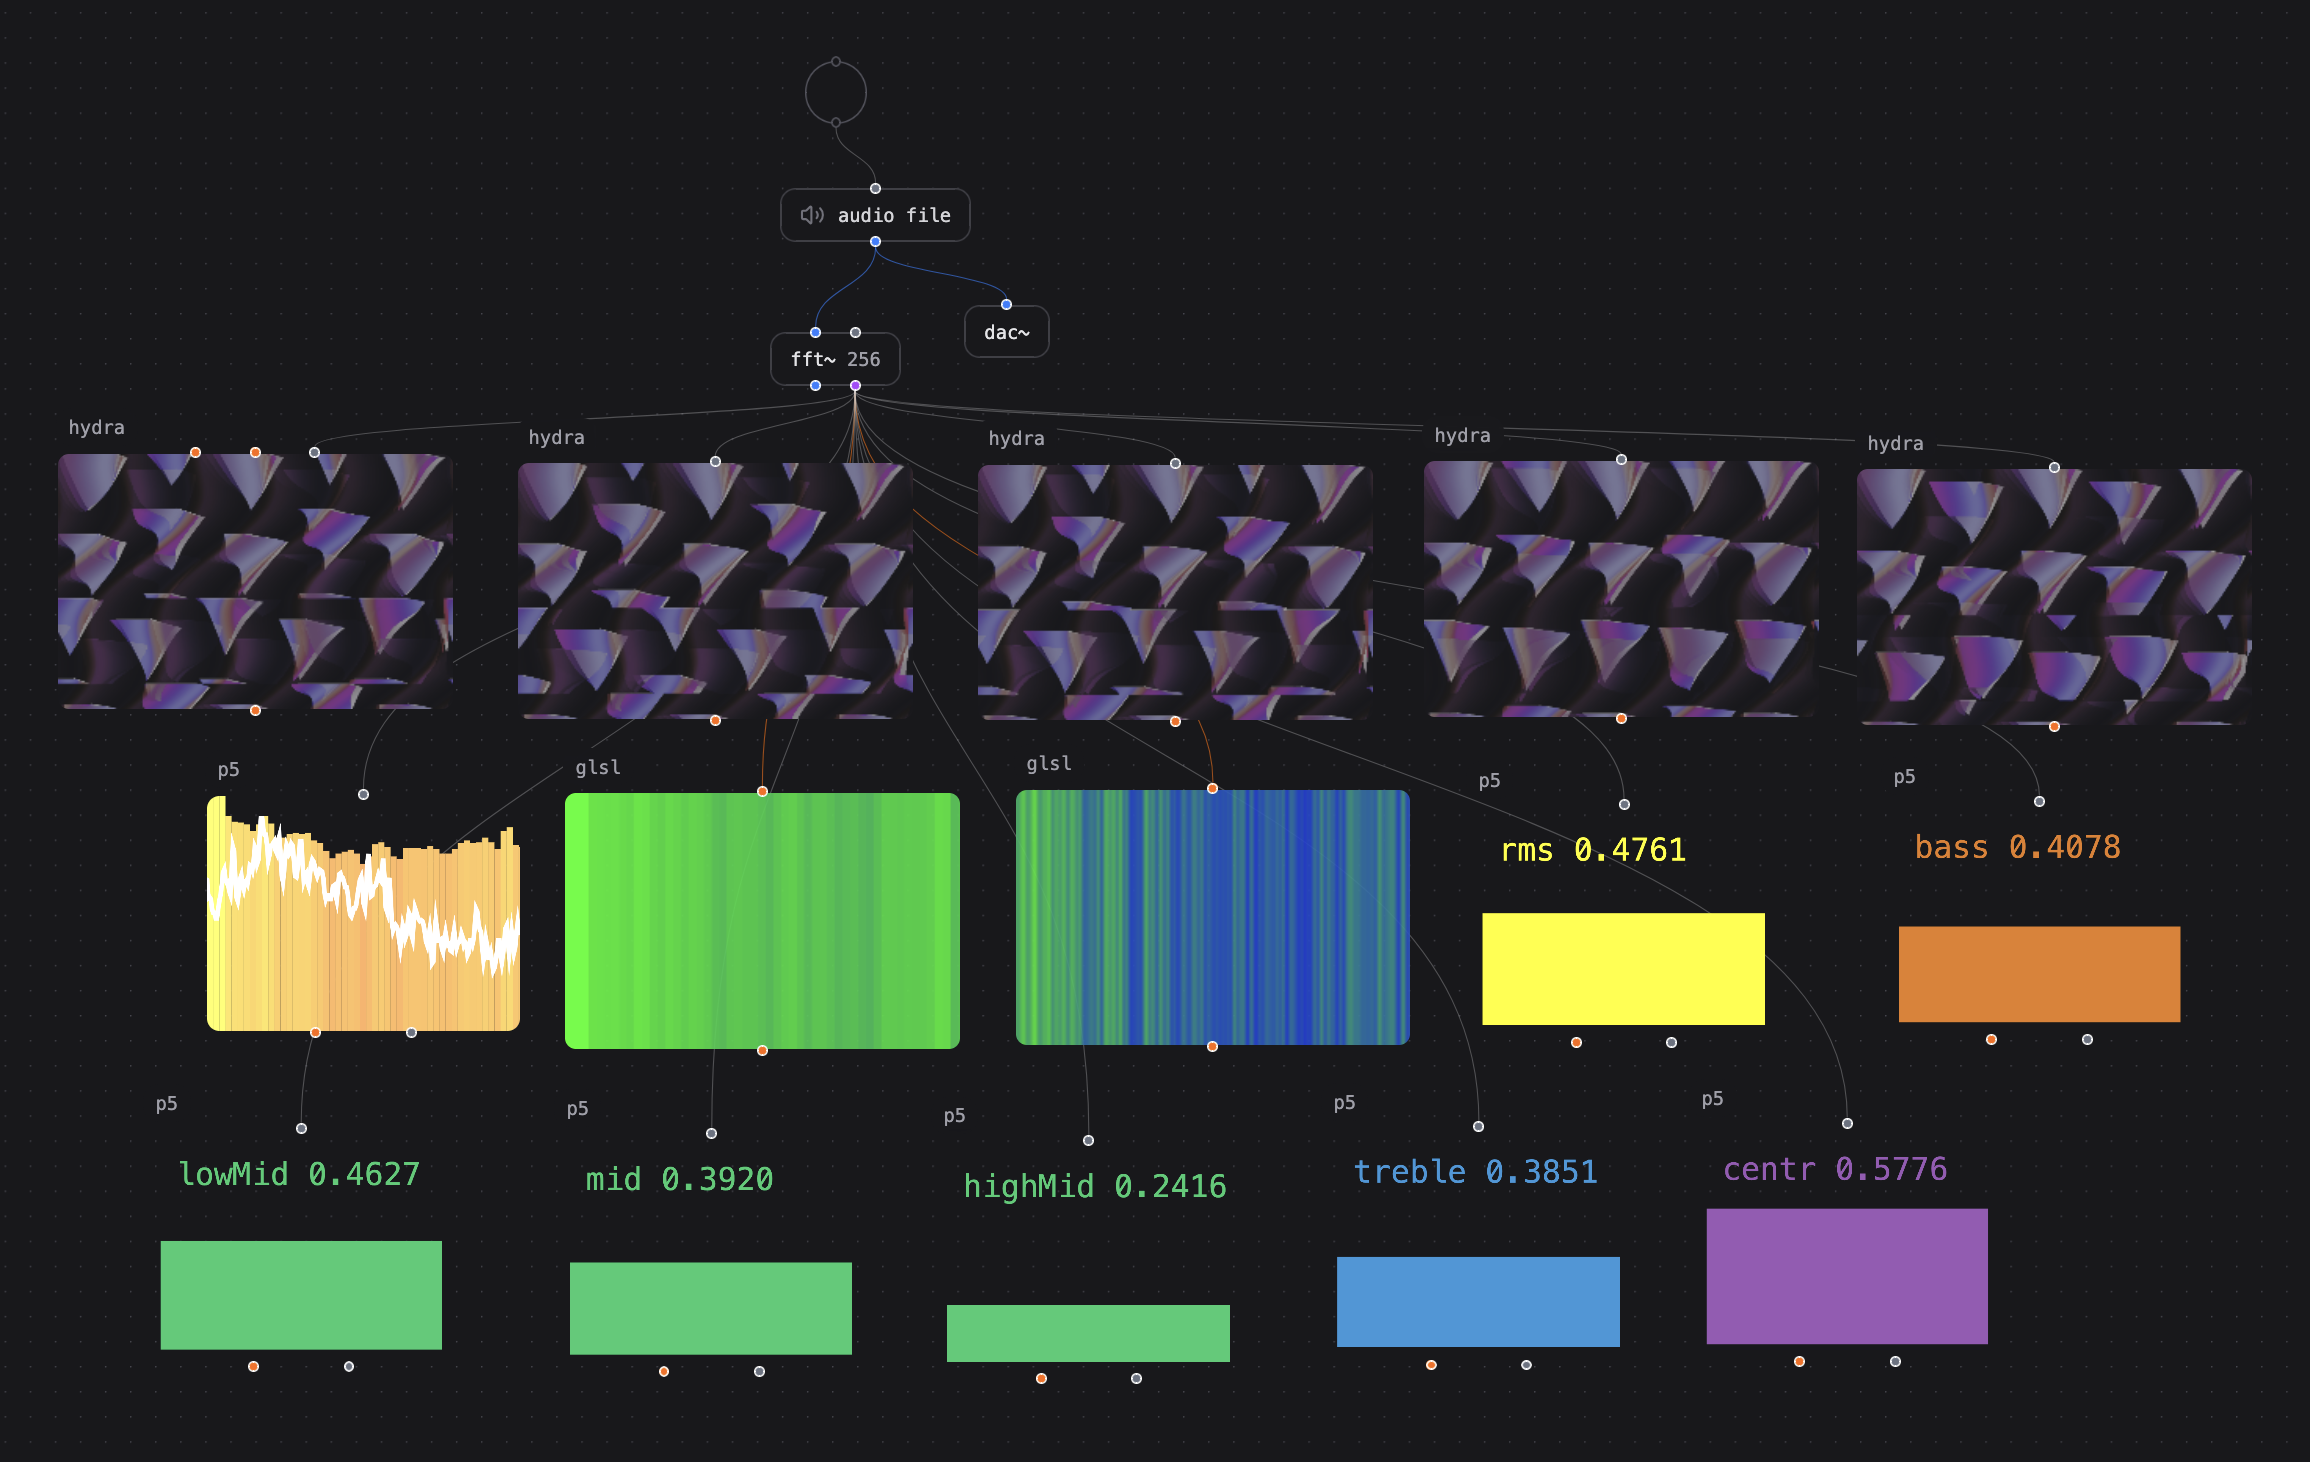 audio file
dac~
fft~ 256
hydra
hydra
hydra
hydra
hydra
p5
glsl
glsl
p5
p5
rms 0.4761
bass 0.4078
p5
p5
p5
p5
p5
lowMid 0.4627
mid 0.3920
highMid 0.2416
treble 0.3851
centr 0.5776